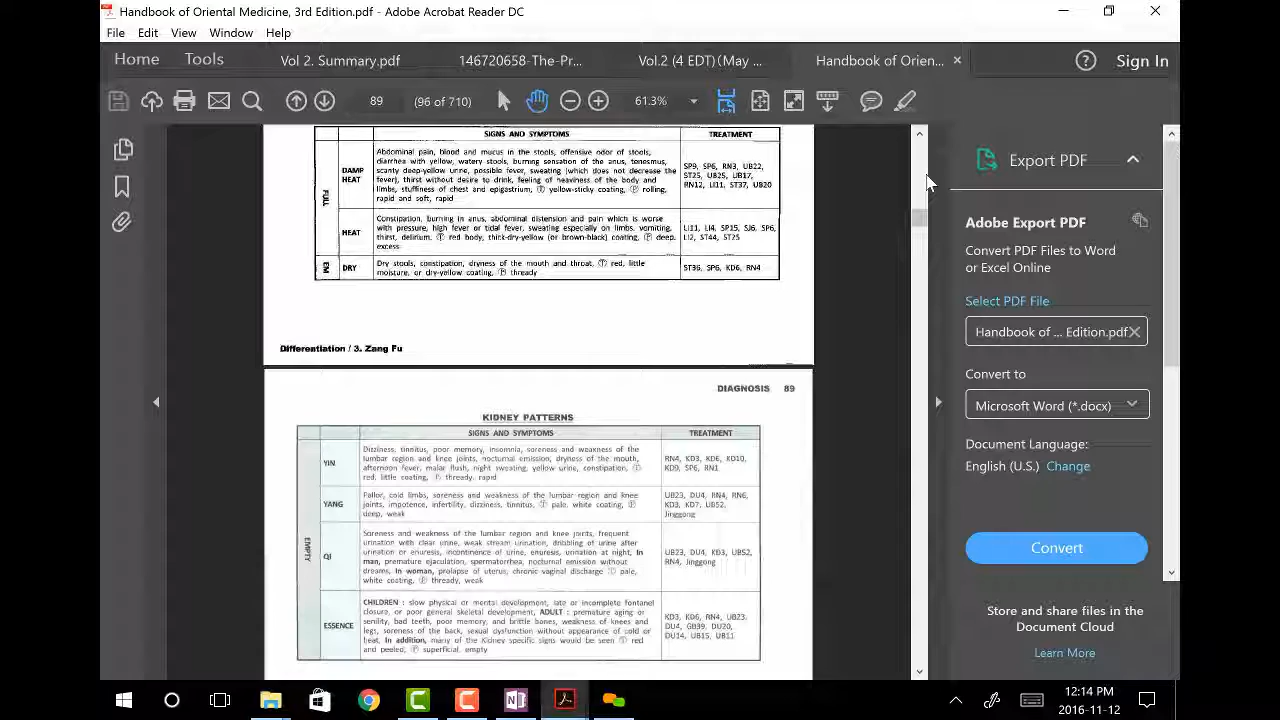 Handbook of Oriental Medicine, 3rd Edition.pdf - Adobe Acrobat Reader DC
File Edit View Window Help
Home Tools Vol 2. Summary.pdf 146720658-The-Pr... Vol.2 (4 EDT)(May ... Handbook of Orien... Sign In
89 (96 of 710) 61.3%
SIGNS AND SYMPTOMS TREATMENT
FULL
DAMP HEAT
Abdominal pain, blood and mucus in the stools, offensive odor of stools,
diarrhea with yellow, watery stools, burning sensation of the anus, tenesmus,
scanty deep-yellow urine, possible fever, sweating (which does not decrease the
fever), thirst without desire to drink, feeling of heaviness of the body and
limbs, stuffiness of chest and epigastrium, Ⓣ yellow-sticky coating, Ⓟ rolling,
rapid and soft, rapid
SP9, SP6, RN3, UB22,
ST25, UB25, UB17,
RN12, LI11, ST37, UB20
HEAT
Constipation, burning in anus, abdominal distension and pain which is worse
with pressure, high fever or tidal fever, sweating especially on limbs, vomiting,
thirst, delirium, Ⓣ red body, thick-dry-yellow (or brown-black) coating, Ⓟ deep,
excess
LI11, LI4, SP15, SJ6, SP6,
LI2, ST44, ST25
EM
DRY
Dry stools, constipation, dryness of the mouth and throat, Ⓣ red, little
moisture, or dry-yellow coating, Ⓟ thready
ST36, SP6, KD6, RN4
Differentiation / 3. Zang Fu
DIAGNOSIS 89
KIDNEY PATTERNS
SIGNS AND SYMPTOMS TREATMENT
EMPTY
YIN
Dizziness, tinnitus, poor memory, insomnia, soreness and weakness of the
lumbar region and knee joints, nocturnal emission, dryness of the mouth,
afternoon fever, malar flush, night sweating, yellow urine, constipation, Ⓣ
red, little coating, Ⓟ thready, rapid
RN4, KD3, KD6, KD10,
KD9, SP6, RN1
YANG
Pallor, cold limbs, soreness and weakness of the lumbar region and knee
joints, impotence, infertility, dizziness, tinnitus, Ⓣ pale, white coating, Ⓟ
deep, weak
UB23, DU4, RN4, RN6,
KD3, KD7, UB52,
Jinggong
QI
Soreness and weakness of the lumbar region and knee joints, frequent
urination with clear urine, weak stream urination, dribbling of urine after
urination or enuresis, incontinence of urine, enuresis, urination at night, In
man, premature ejaculation, spermatorrhea, nocturnal emission without
dreams, In woman, prolapse of uterus, chronic vaginal discharge Ⓣ pale,
white coating, Ⓟ thready, weak
UB23, DU4, KD3, UB52,
RN4, Jinggong
ESSENCE
CHILDREN : slow physical or mental development, late or incomplete fontanel
closure, or poor general skeletal development, ADULT : premature aging or
senility, bad teeth, poor memory, and brittle bones, weakness of knees and
legs, soreness of the back, sexual dysfunction without appearance of cold or
heat, In addition, many of the Kidney specific signs would be seen Ⓣ red
and peeled, Ⓟ superficial, empty
KD3, KD6, RN4, UB23,
DU4, GB39, DU20,
DU14, UB15, UB11
Export PDF
Adobe Export PDF
Convert PDF Files to Word
or Excel Online
Select PDF File
Handbook of ... Edition.pdf
Convert to
Microsoft Word (*.docx)
Document Language:
English (U.S.) Change
Convert
Store and share files in the
Document Cloud
Learn More
12:14 PM
2016-11-12